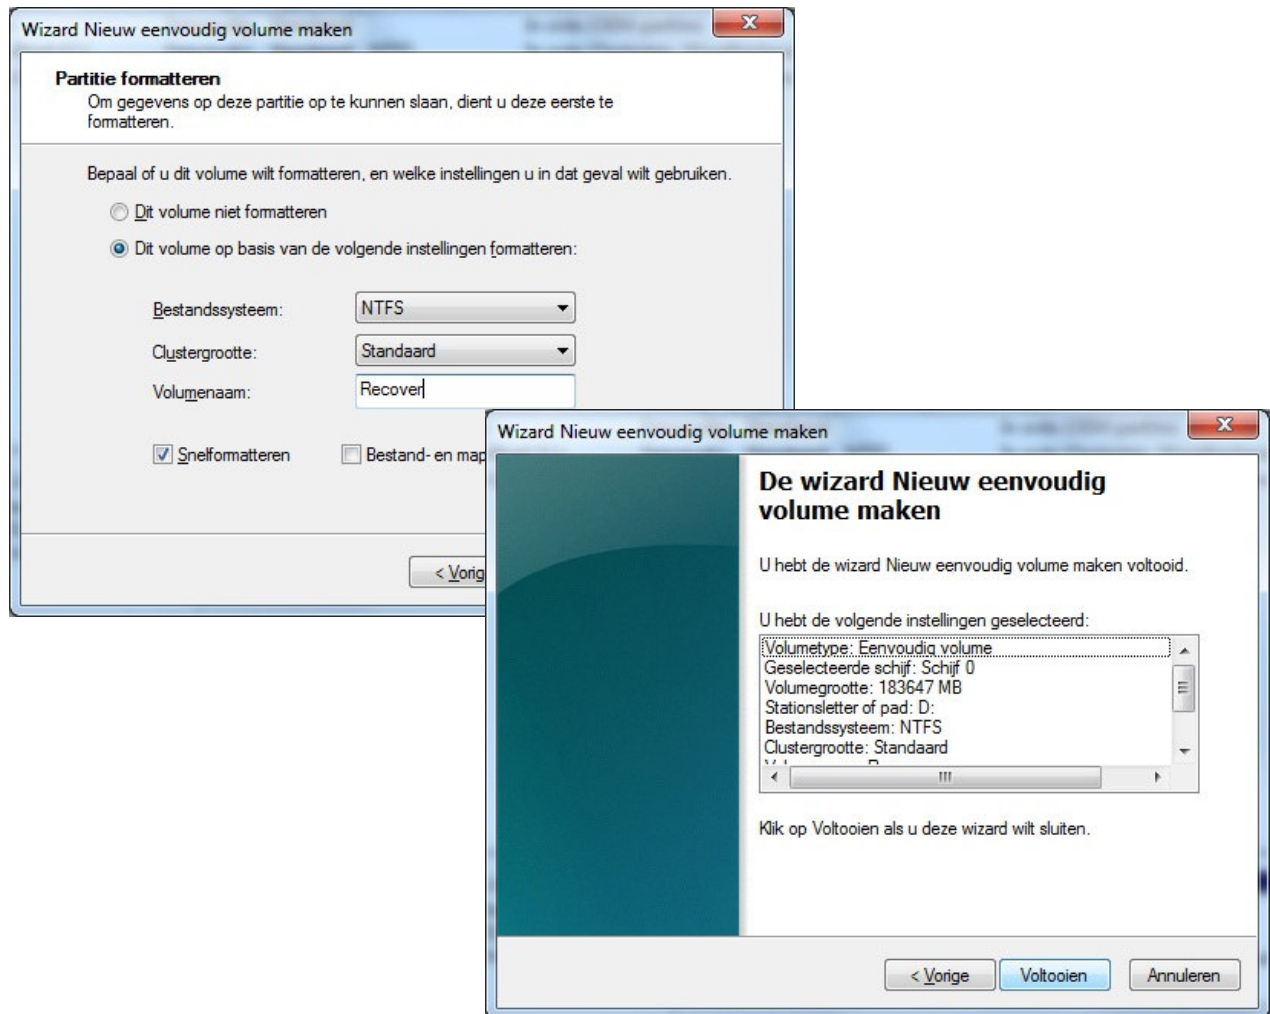 Wizard Nieuw eenvoudig volume maken
Partitie formatteren
Om gegevens op deze partitie op te kunnen slaan, dient u deze eerste te
formatteren.
Bepaal of u dit volume wilt formatteren, en welke instellingen u in dat geval wilt gebruiken.
Dit volume niet formatteren
Dit volume op basis van de volgende instellingen formatteren:
Bestandssysteem: NTFS
Clustergrootte: Standaard
Volumenaam: Recover
Snelformatteren Bestand- en map
< Vorig
Wizard Nieuw eenvoudig volume maken
De wizard Nieuw eenvoudig
volume maken
U hebt de wizard Nieuw eenvoudig volume maken voltooid.
U hebt de volgende instellingen geselecteerd:
Volumetype: Eenvoudig volume
Geselecteerde schijf: Schijf 0
Volumegrootte: 183647 MB
Stationsletter of pad: D:
Bestandssysteem: NTFS
Clustergrootte: Standaard
Klik op Voltooien als u deze wizard wilt sluiten.
< Vorige Voltooien Annuleren